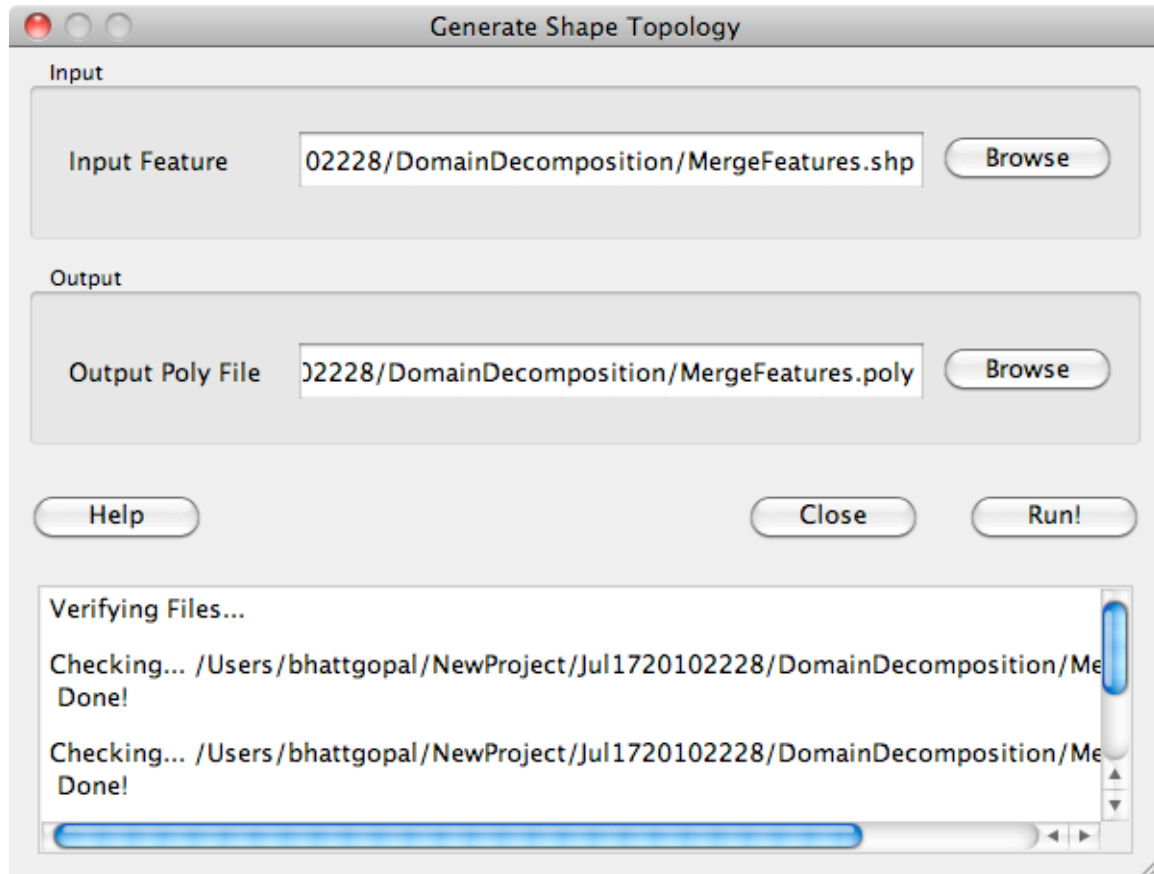 Generate Shape Topology
Input
Input Feature
02228/DomainDecomposition/MergeFeatures.shp
Browse
Output
Output Poly File
02228/DomainDecomposition/MergeFeatures.poly
Browse
Help
Close
Run!
Verifying Files...
Checking... /Users/bhattgopal/NewProject/Jul1720102228/DomainDecomposition/Me
Done!
Checking... /Users/bhattgopal/NewProject/Jul1720102228/DomainDecomposition/Me
Done!